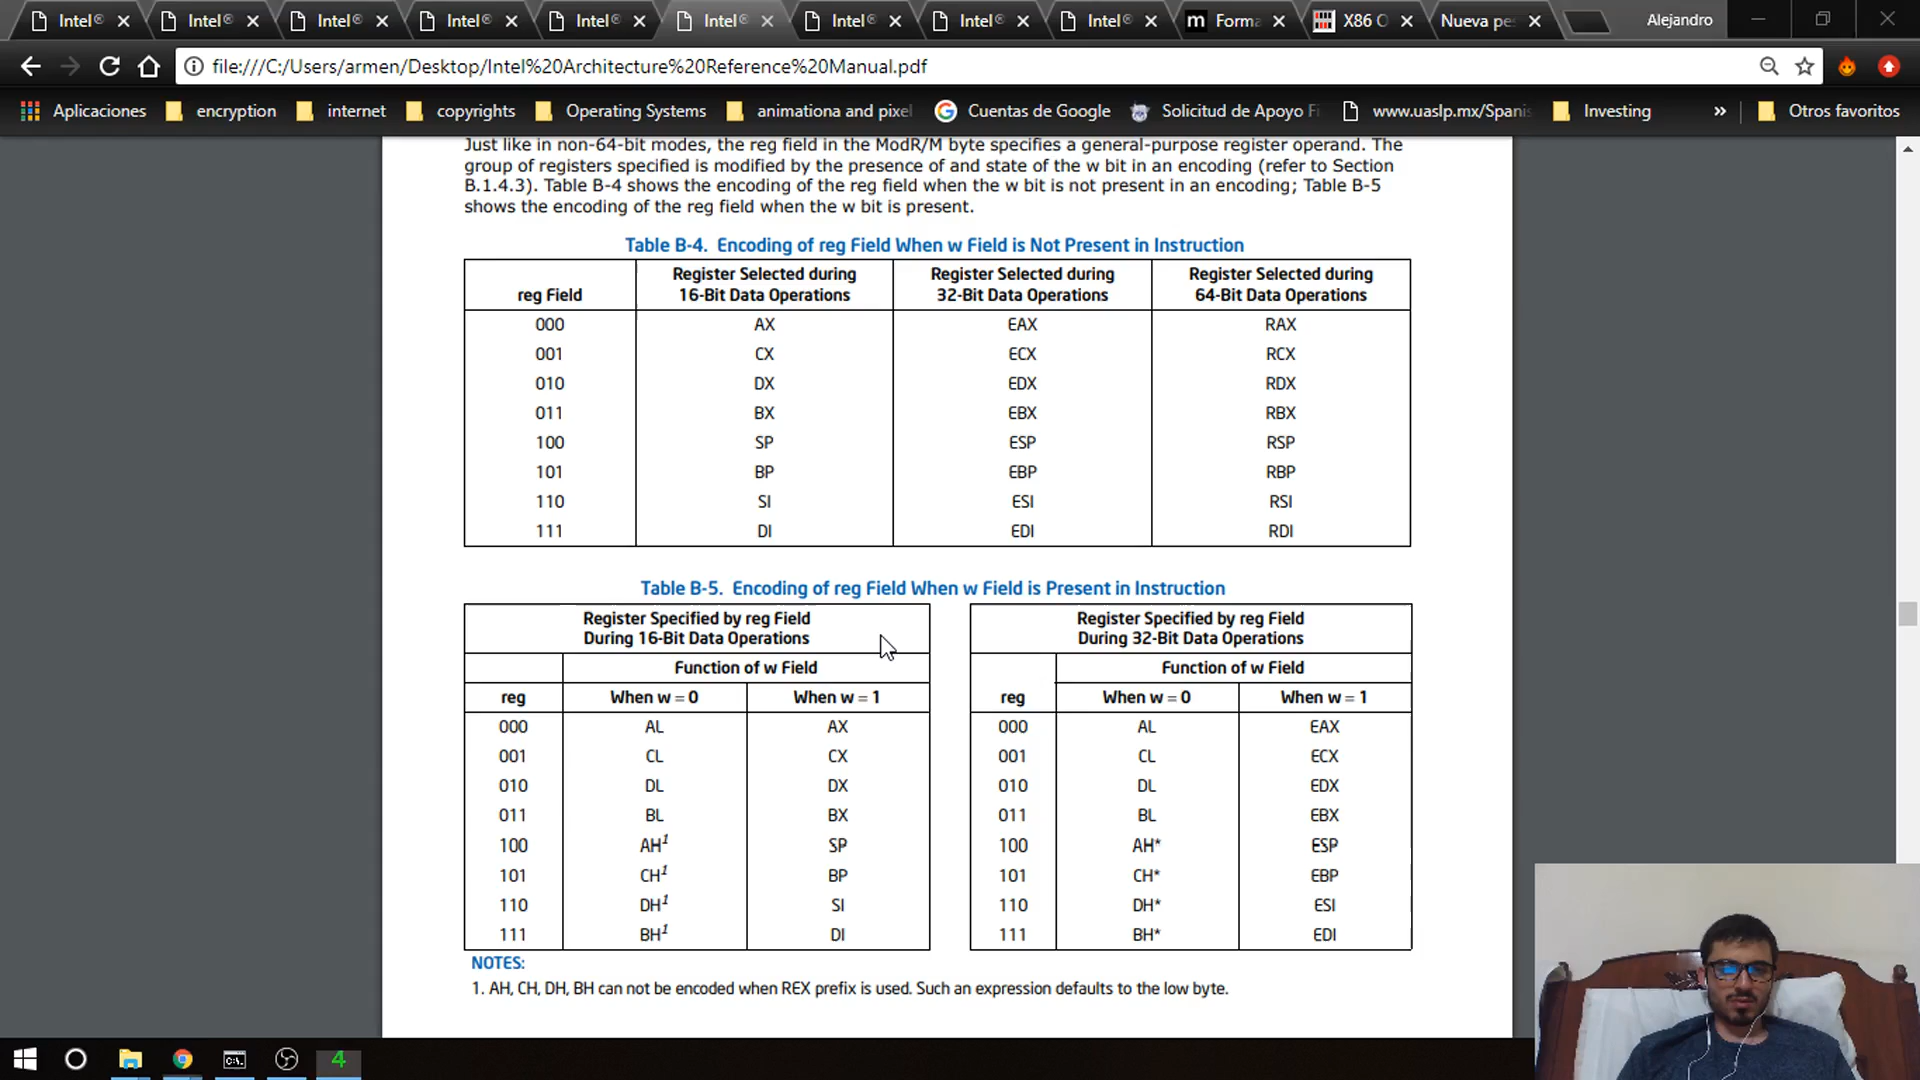 Intel® Intel® Intel® Intel® Intel® Intel® Intel® Intel® Intel® Forma X86 O Nueva pe Alejandro
file:///C:/Users/armen/Desktop/Intel%20Architecture%20Reference%20Manual.pdf
Aplicaciones encryption internet copyrights Operating Systems animationa and pixel Cuentas de Google Solicitud de Apoyo Fi www.uaslp.mx/Spanis Investing » Otros favoritos
Just like in non-64-bit modes, the reg field in the ModR/M byte specifies a general-purpose register operand. The
group of registers specified is modified by the presence of and state of the w bit in an encoding (refer to Section
B.1.4.3). Table B-4 shows the encoding of the reg field when the w bit is not present in an encoding; Table B-5
shows the encoding of the reg field when the w bit is present.
Table B-4. Encoding of reg Field When w Field is Not Present in Instruction
reg Field Register Selected during 16-Bit Data Operations Register Selected during 32-Bit Data Operations Register Selected during 64-Bit Data Operations
000 AX EAX RAX
001 CX ECX RCX
010 DX EDX RDX
011 BX EBX RBX
100 SP ESP RSP
101 BP EBP RBP
110 SI ESI RSI
111 DI EDI RDI
Table B-5. Encoding of reg Field When w Field is Present in Instruction
Register Specified by reg Field Register Specified by reg Field
During 16-Bit Data Operations During 32-Bit Data Operations
Function of w Field Function of w Field
reg When w = 0 When w = 1 reg When w = 0 When w = 1
000 AL AX 000 AL EAX
001 CL CX 001 CL ECX
010 DL DX 010 DL EDX
011 BL BX 011 BL EBX
100 AH1 SP 100 AH* ESP
101 CH1 BP 101 CH* EBP
110 DH1 SI 110 DH* ESI
111 BH1 DI 111 BH* EDI
NOTES:
1. AH, CH, DH, BH can not be encoded when REX prefix is used. Such an expression defaults to the low byte.
4